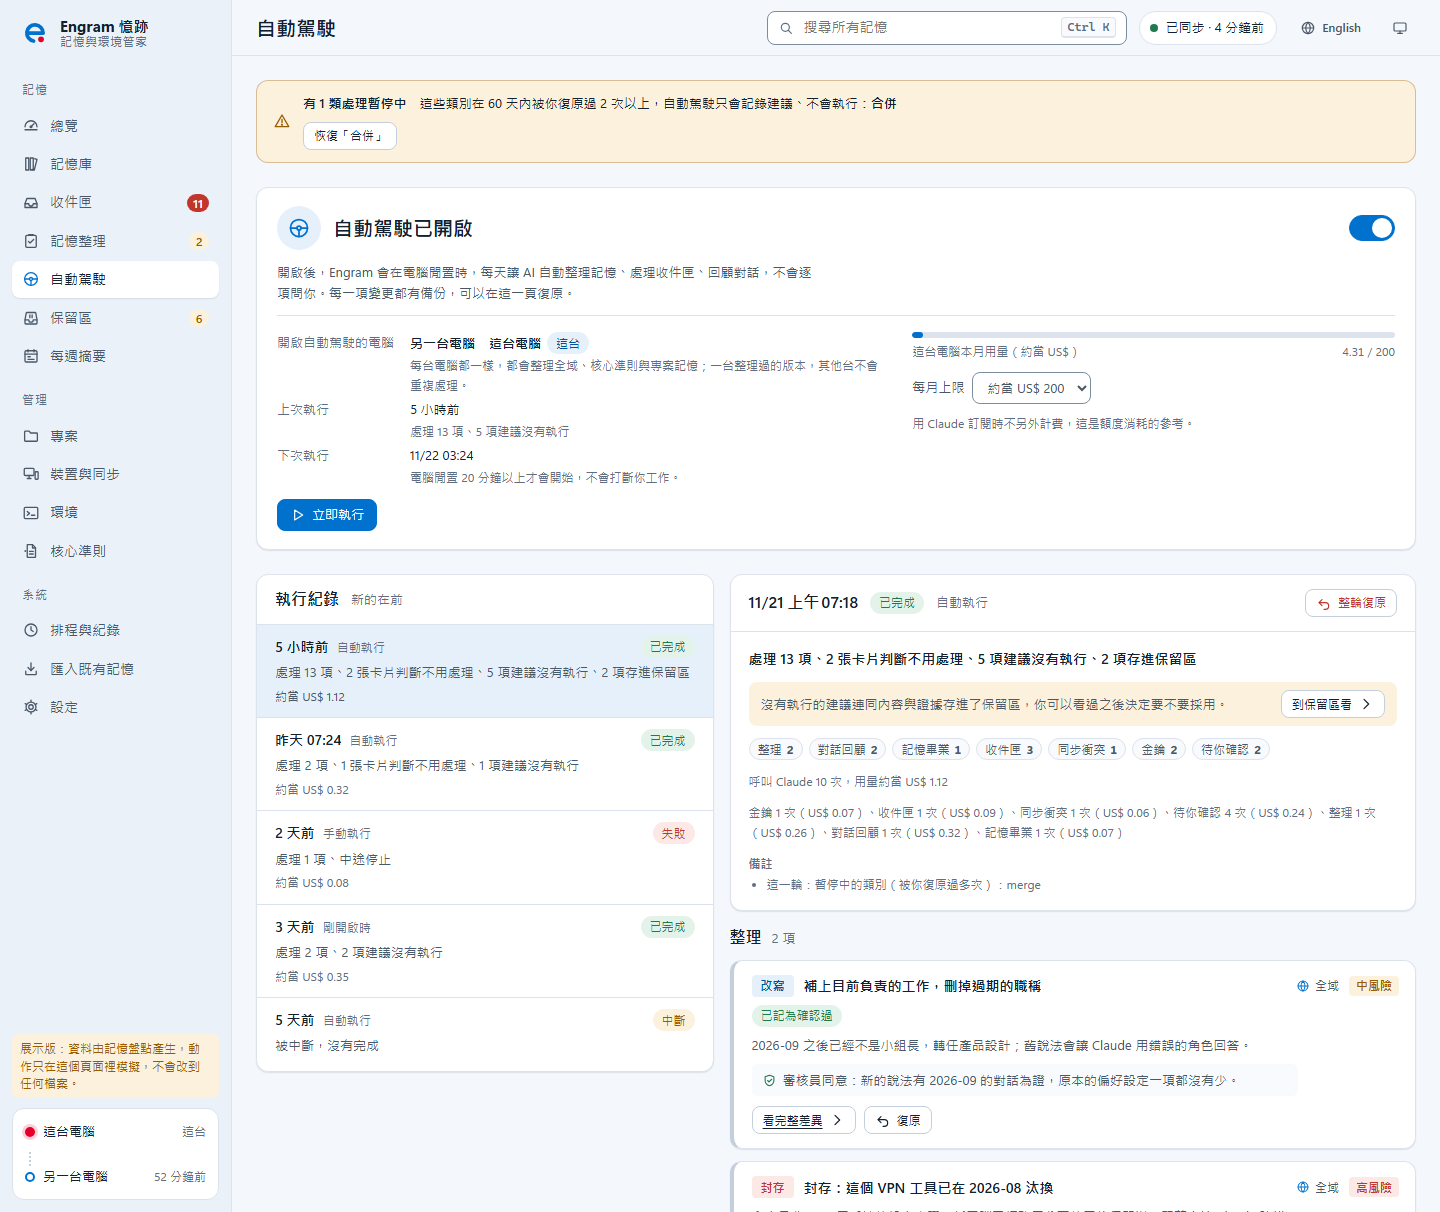 Engram 憶跡
記憶與環境管家
記憶
總覽
記憶庫
收件匣 11
記憶整理 2
自動駕駛
保留區 6
每週摘要
管理
專案
裝置與同步
環境
核心準則
系統
排程與紀錄
匯入既有記憶
設定
展示版：資料由記憶盤點產生，動
作只在這個頁面裡模擬，不會改到
任何檔案。
這台電腦 這台
另一台電腦 52 分鐘前
自動駕駛
搜尋所有記憶 Ctrl K
已同步 · 4 分鐘前
English
有 1 類處理暫停中 這些類別在 60 天內被你復原過 2 次以上，自動駕駛只會記錄建議、不會執行：合併
恢復「合併」
自動駕駛已開啟
開啟後，Engram 會在電腦閒置時，每天讓 AI 自動整理記憶、處理收件匣、回顧對話，不會逐
項問你。每一項變更都有備份，可以在這一頁復原。
開啟自動駕駛的電腦 另一台電腦 這台電腦 這台
每台電腦都一樣，都會整理全域、核心準則與專案記憶；一台整理過的版本，其他台不會
重複處理。
上次執行 5 小時前
處理 13 項、5 項建議沒有執行
下次執行 11/22 03:24
電腦閒置 20 分鐘以上才會開始，不會打斷你工作。
立即執行
這台電腦本月用量（約當 US$） 4.31 / 200
每月上限 約當 US$ 200
用 Claude 訂閱時不另外計費，這是額度消耗的參考。
執行紀錄 新的在前
5 小時前 自動執行 已完成
處理 13 項、2 張卡片判斷不用處理、5 項建議沒有執行、2 項存進保留區
約當 US$ 1.12
昨天 07:24 自動執行 已完成
處理 2 項、1 張卡片判斷不用處理、1 項建議沒有執行
約當 US$ 0.32
2 天前 手動執行 失敗
處理 1 項、中途停止
約當 US$ 0.08
3 天前 剛開啟時 已完成
處理 2 項、2 項建議沒有執行
約當 US$ 0.35
5 天前 自動執行 中斷
被中斷，沒有完成
11/21 上午 07:18 已完成 自動執行 整輪復原
處理 13 項、2 張卡片判斷不用處理、5 項建議沒有執行、2 項存進保留區
沒有執行的建議連同內容與證據存進了保留區，你可以看過之後決定要不要採用。 到保留區看
整理 2 對話回顧 2 記憶畢業 1 收件匣 3 同步衝突 1 金鑰 2 待你確認 2
呼叫 Claude 10 次，用量約當 US$ 1.12
金鑰 1 次（US$ 0.07）、收件匣 1 次（US$ 0.09）、同步衝突 1 次（US$ 0.06）、待你確認 4 次（US$ 0.24）、整理 1 次
（US$ 0.26）、對話回顧 1 次（US$ 0.32）、記憶畢業 1 次（US$ 0.07）
備註
• 這一輪：暫停中的類別（被你復原過多次）：merge
整理 2 項
改寫 補上目前負責的工作，刪掉過期的職稱 全域 中風險
已記為確認過
2026-09 之後已經不是小組長，轉任產品設計；舊說法會讓 Claude 用錯誤的角色回答。
審核員同意：新的說法有 2026-09 的對話為證，原本的偏好設定一項都沒有少。
看完整差異 復原
封存 封存：這個 VPN 工具已在 2026-08 汰換 全域 高風險